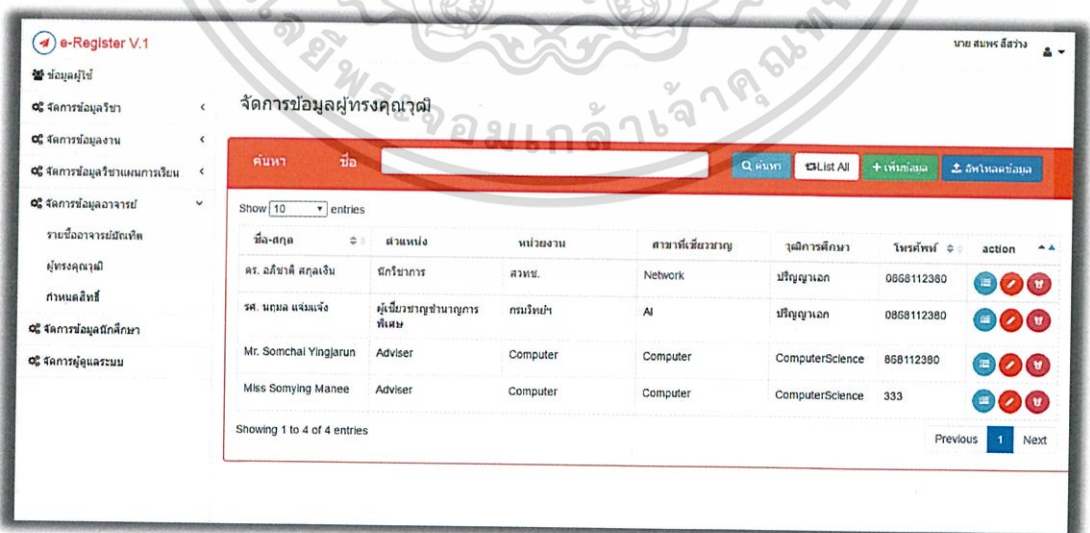 e-Register V.1
นาย สมพร สีสว่าง
ข้อมูลผู้ใช้
จัดการข้อมูลวิชา
จัดการข้อมูลงาน
จัดการข้อมูลวิชาแผนการเรียน
จัดการข้อมูลอาจารย์
รายชื่ออาจารย์บัณฑิต
ผู้ทรงคุณวุฒิ
กำหนดสิทธิ์
จัดการข้อมูลนักศึกษา
จัดการผู้ดูแลระบบ
จัดการข้อมูลผู้ทรงคุณวุฒิ
ค้นหา ชื่อ ค้นหา List All + เพิ่มข้อมูล อัพโหลดข้อมูล
Show 10 entries
ชื่อ-สกุล ตำแหน่ง หน่วยงาน สาขาที่เชี่ยวชาญ วุฒิการศึกษา โทรศัพท์ action
ดร. อภิชาติ สกุลเงิน นักวิชาการ สวทช. Network ปริญญาเอก 0868112380
รศ. นฤมล แจ่มแจ้ง ผู้เชี่ยวชาญชำนาญการ กรมวิทย์ฯ AI ปริญญาเอก 0868112380
พิเศษ
Mr. Somchai Yingjarun Adviser Computer Computer ComputerScience 868112380
Miss Somying Manee Adviser Computer Computer ComputerScience 333
Showing 1 to 4 of 4 entries
Previous 1 Next